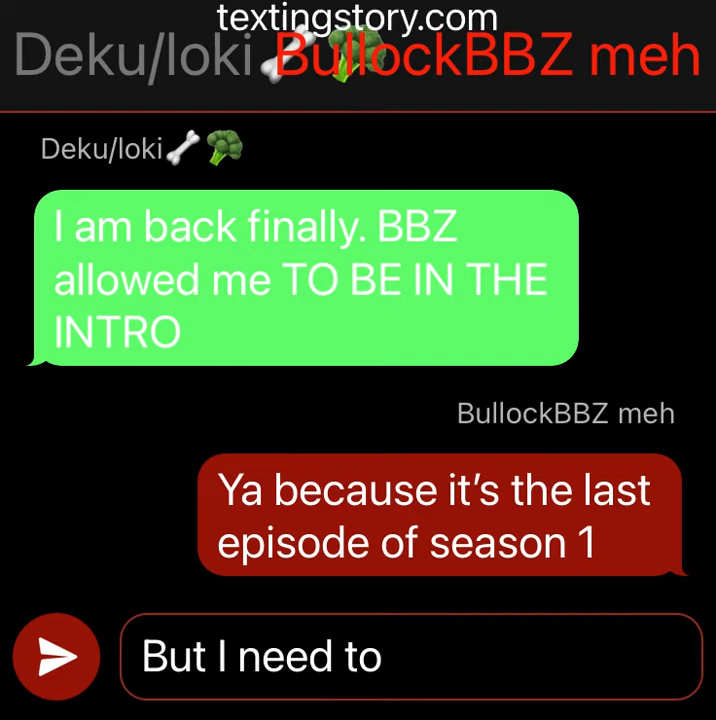 textingstory.com
Deku/loki🦴🥦BullockBBZ meh
Deku/loki🦴🥦
I am back finally. BBZ
allowed me TO BE IN THE
INTRO
BullockBBZ meh
Ya because it’s the last
episode of season 1
But I need to